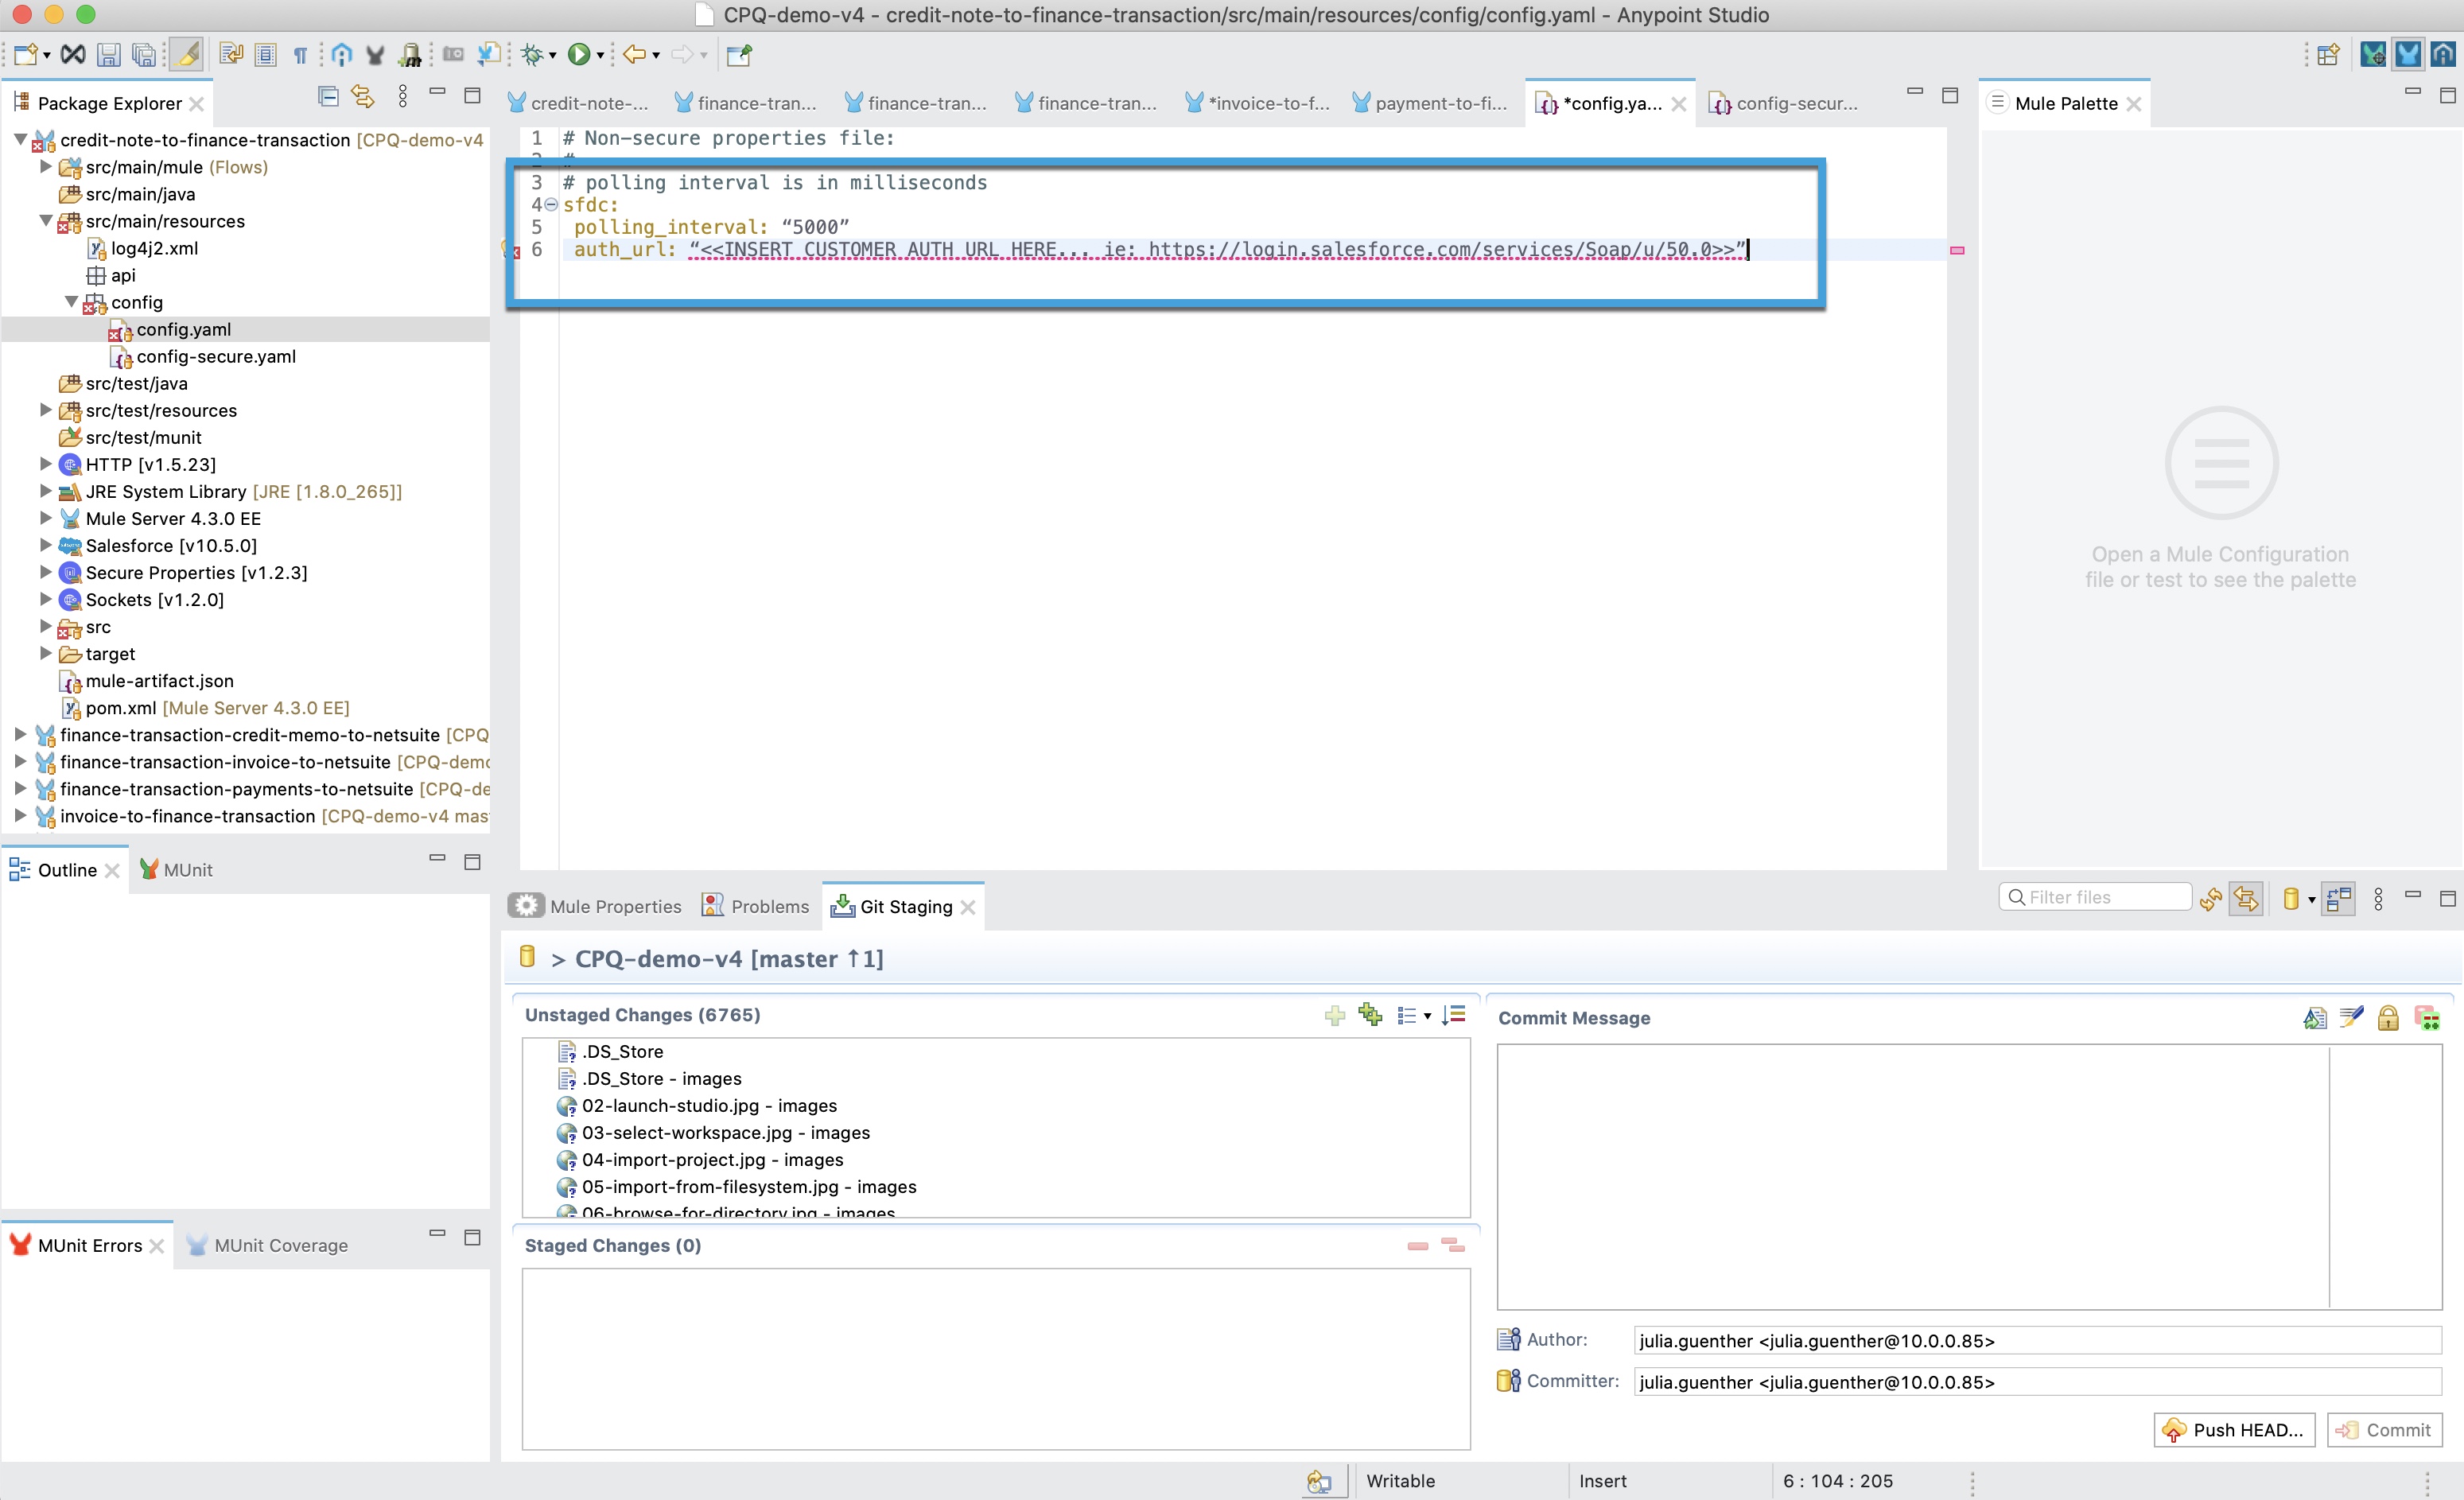 CPQ-demo-v4 - credit-note-to-finance-transaction/src/main/resources/config/config.yaml - Anypoint Studio
Package Explorer
credit-note-to-finance-transaction [CPQ-demo-v4
src/main/mule (Flows)
src/main/java
src/main/resources
log4j2.xml
api
config
config.yaml
config-secure.yaml
src/test/java
src/test/resources
src/test/munit
HTTP [v1.5.23]
JRE System Library [JRE [1.8.0_265]]
Mule Server 4.3.0 EE
Salesforce [v10.5.0]
Secure Properties [v1.2.3]
Sockets [v1.2.0]
src
target
mule-artifact.json
pom.xml [Mule Server 4.3.0 EE]
finance-transaction-credit-memo-to-netsuite [CPQ
finance-transaction-invoice-to-netsuite [CPQ-demo
finance-transaction-payments-to-netsuite [CPQ-de
invoice-to-finance-transaction [CPQ-demo-v4 mas
credit-note-... finance-tran... finance-tran... finance-tran... *invoice-to-f... payment-to-fi... *config.ya... config-secur...
1 # Non-secure properties file:
2 #
3 # polling interval is in milliseconds
4 sfdc:
5 polling_interval: “5000”
6 auth_url: “<<INSERT CUSTOMER AUTH URL HERE... ie: https://login.salesforce.com/services/Soap/u/50.0>>”
Mule Palette
Open a Mule Configuration
file or test to see the palette
Outline MUnit
MUnit Errors MUnit Coverage
Mule Properties Problems Git Staging
Filter files
> CPQ-demo-v4 [master ↑1]
Unstaged Changes (6765)
.DS_Store
.DS_Store - images
02-launch-studio.jpg - images
03-select-workspace.jpg - images
04-import-project.jpg - images
05-import-from-filesystem.jpg - images
06-browse-for-directory.jpg - images
Staged Changes (0)
Commit Message
Author: julia.guenther <julia.guenther@10.0.0.85>
Committer: julia.guenther <julia.guenther@10.0.0.85>
Push HEAD... Commit
Writable Insert 6 : 104 : 205